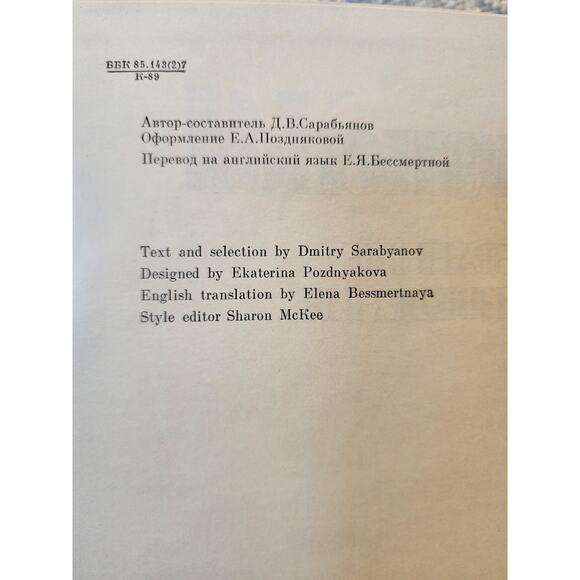 ББК 85.143(2)7
К-89
Автор-составитель Д.В.Сарабьянов
Оформление Е.А.Поздняковой
Перевод на английский язык Е.Я.Бессмертной
Text and selection by Dmitry Sarabyanov
Designed by Ekaterina Pozdnyakova
English translation by Elena Bessmertnaya
Style editor Sharon McKee